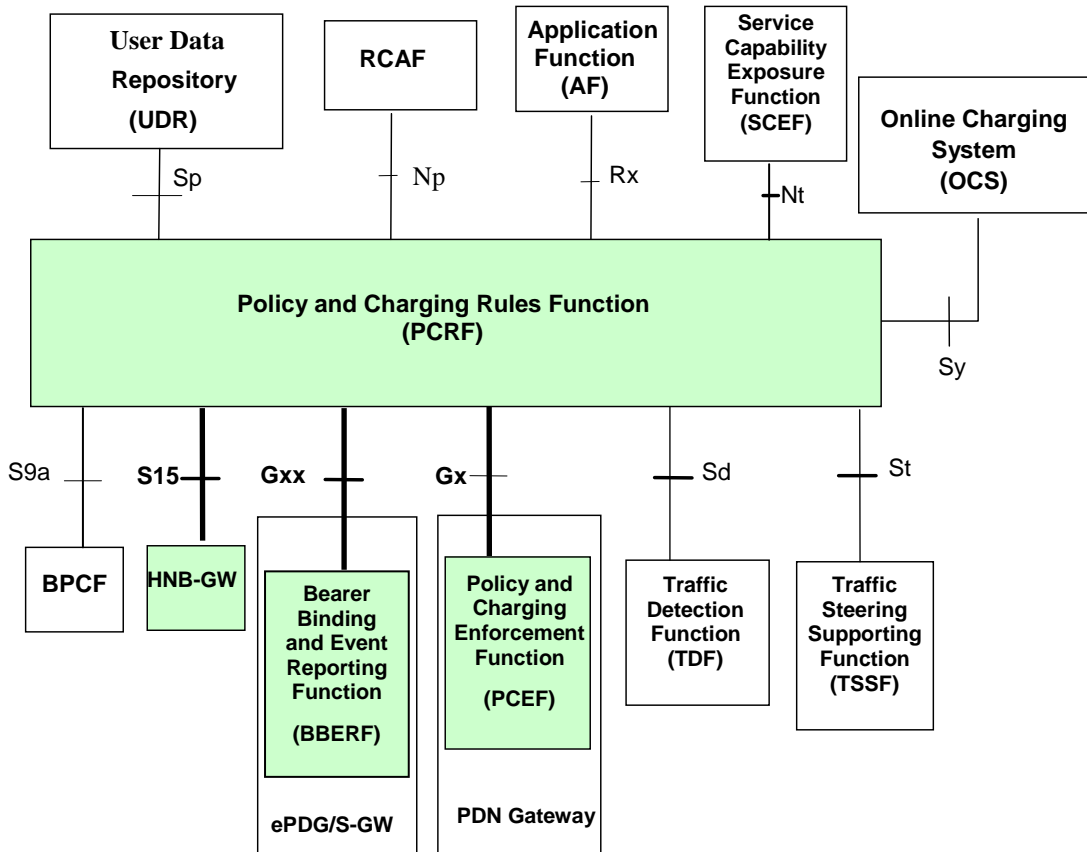 User Data
Repository
(UDR)
RCAF
Application
Function
(AF)
Service
Capability
Exposure
Function
(SCEF)
Online Charging
System
(OCS)
Sp
Np
Rx
Nt
Sy
Policy and Charging Rules Function
(PCRF)
S9a
S15
Gxx
Gx
Sd
St
BPCF
HNB-GW
Bearer
Binding
and Event
Reporting
Function
(BBERF)
ePDG/S-GW
Policy and
Charging
Enforcement
Function
(PCEF)
PDN Gateway
Traffic
Detection
Function
(TDF)
Traffic
Steering
Supporting
Function
(TSSF)